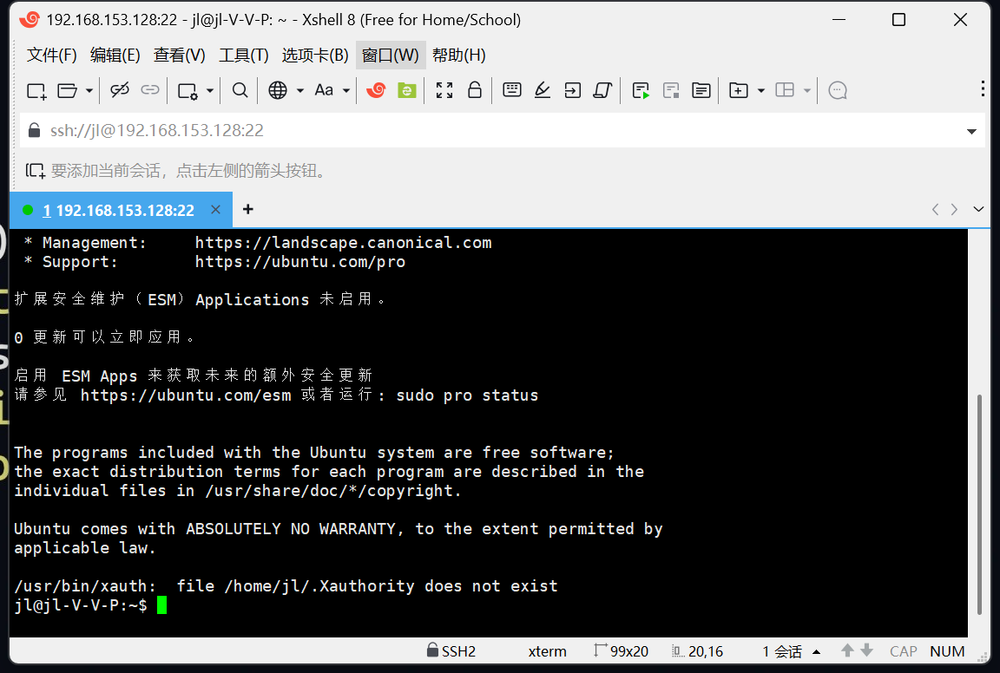 192.168.153.128:22 - jl@jl-V-V-P: ~ - Xshell 8 (Free for Home/School)
文件(F) 编辑(E) 查看(V) 工具(T) 选项卡(B) 窗口(W) 帮助(H)
Aa
ssh://jl@192.168.153.128:22
要添加当前会话，点击左侧的箭头按钮。
1 192.168.153.128:22
* Management: https://landscape.canonical.com
* Support: https://ubuntu.com/pro
扩展安全维护（ESM）Applications 未启用。
0 更新可以立即应用。
启用 ESM Apps 来获取未来的额外安全更新
请参见 https://ubuntu.com/esm 或者运行: sudo pro status
The programs included with the Ubuntu system are free software;
the exact distribution terms for each program are described in the
individual files in /usr/share/doc/*/copyright.
Ubuntu comes with ABSOLUTELY NO WARRANTY, to the extent permitted by
applicable law.
/usr/bin/xauth:  file /home/jl/.Xauthority does not exist
jl@jl-V-V-P:~$
SSH2 xterm 99x20 20,16 1 会话 CAP NUM